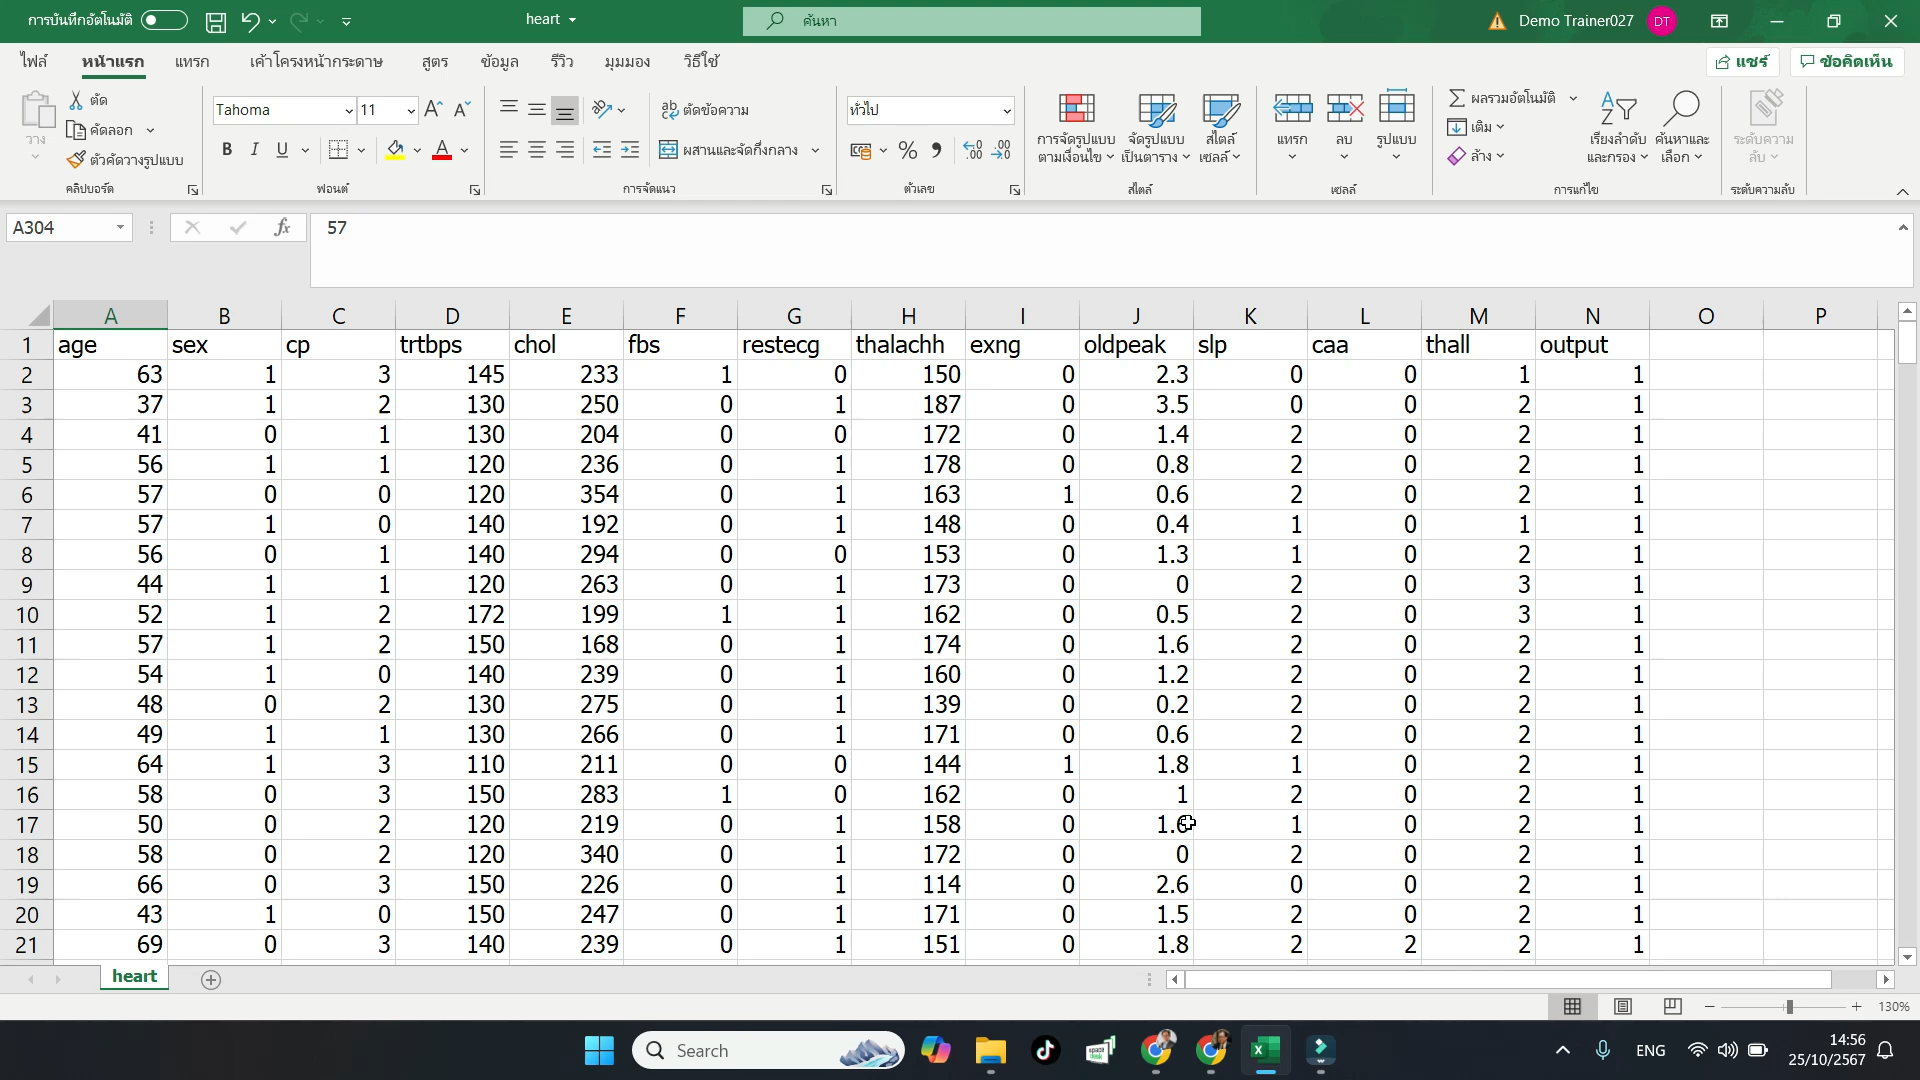 การบันทึกอัตโนมัติ heart ค้นหา Demo Trainer027 DT
ไฟล์ หน้าแรก แทรก เค้าโครงหน้ากระดาษ สูตร ข้อมูล รีวิว มุมมอง วิธีใช้ แชร์ ข้อคิดเห็น
วาง ตัด คัดลอก ตัวคัดวางรูปแบบ
Tahoma 11 B I U A
ตัดข้อความ ผสานและจัดกึ่งกลาง
ทั่วไป %
การจัดรูปแบบ จัดรูปแบบ สไตล์ แทรก ลบ รูปแบบ
ตามเงื่อนไข เป็นตาราง เซลล์
ผลรวมอัตโนมัติ เติม ล้าง
เรียงลำดับ ค้นหาและ ระดับความ
และกรอง เลือก ลับ
คลิปบอร์ด ฟอนต์ การจัดแนว ตัวเลข สไตล์ เซลล์ การแก้ไข ระดับความลับ
A304 fx 57
A B C D E F G H I J K L M N O P
1 age sex cp trtbps chol fbs restecg thalachh exng oldpeak slp caa thall output
2 63 1 3 145 233 1 0 150 0 2.3 0 0 1 1
3 37 1 2 130 250 0 1 187 0 3.5 0 0 2 1
4 41 0 1 130 204 0 0 172 0 1.4 2 0 2 1
5 56 1 1 120 236 0 1 178 0 0.8 2 0 2 1
6 57 0 0 120 354 0 1 163 1 0.6 2 0 2 1
7 57 1 0 140 192 0 1 148 0 0.4 1 0 1 1
8 56 0 1 140 294 0 0 153 0 1.3 1 0 2 1
9 44 1 1 120 263 0 1 173 0 0 2 0 3 1
10 52 1 2 172 199 1 1 162 0 0.5 2 0 3 1
11 57 1 2 150 168 0 1 174 0 1.6 2 0 2 1
12 54 1 0 140 239 0 1 160 0 1.2 2 0 2 1
13 48 0 2 130 275 0 1 139 0 0.2 2 0 2 1
14 49 1 1 130 266 0 1 171 0 0.6 2 0 2 1
15 64 1 3 110 211 0 0 144 1 1.8 1 0 2 1
16 58 0 3 150 283 1 0 162 0 1 2 0 2 1
17 50 0 2 120 219 0 1 158 0 1 0 2 1
18 58 0 2 120 340 0 1 172 0 0 2 0 2 1
19 66 0 3 150 226 0 1 114 0 2.6 0 0 2 1
20 43 1 0 150 247 0 1 171 0 1.5 2 0 2 1
21 69 0 3 140 239 0 1 151 0 1.8 2 2 2 1
heart
130%
Search ENG 14:56
25/10/2567